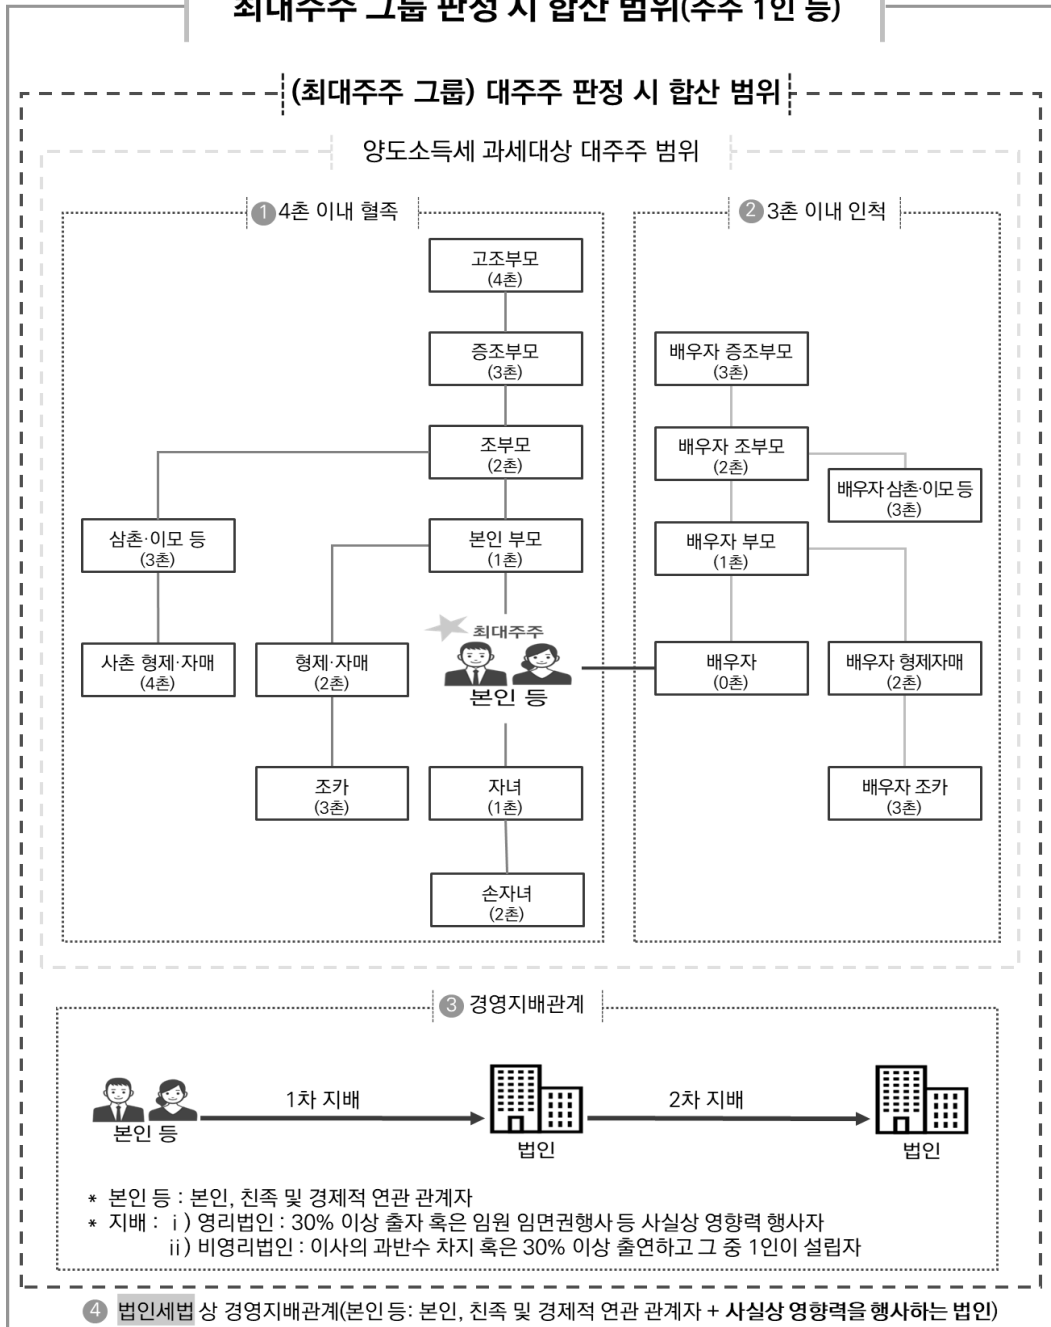 최대주주 그룹 판정 시 합산 범위(주주 1인 등)
(최대주주 그룹) 대주주 판정 시 합산 범위
양도소득세 과세대상 대주주 범위
1 4촌 이내 혈족
2 3촌 이내 인척
고조부모
(4촌)
증조부모
(3촌)
배우자 증조부모
(3촌)
조부모
(2촌)
배우자 조부모
(2촌)
배우자 삼촌·이모 등
(3촌)
삼촌·이모 등
(3촌)
본인 부모
(1촌)
배우자 부모
(1촌)
최대주주
본인 등
사촌 형제·자매
(4촌)
형제·자매
(2촌)
배우자
(0촌)
배우자 형제자매
(2촌)
조카
(3촌)
자녀
(1촌)
배우자 조카
(3촌)
손자녀
(2촌)
3 경영지배관계
1차 지배
2차 지배
본인 등
법인
법인
* 본인 등 : 본인, 친족 및 경제적 연관 관계자
* 지배 : ⅰ) 영리법인 : 30% 이상 출자 혹은 임원 임면권행사 등 사실상 영향력 행사자
ⅱ) 비영리법인 : 이사의 과반수 차지 혹은 30% 이상 출연하고 그 중 1인이 설립자
4 법인세법 상 경영지배관계(본인 등: 본인, 친족 및 경제적 연관 관계자 + 사실상 영향력을 행사하는 법인)